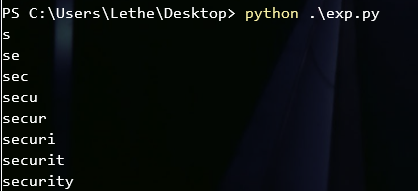 PS C:\Users\Lethe\Desktop> python .\exp.py
s
se
sec
secu
secur
securi
securit
security